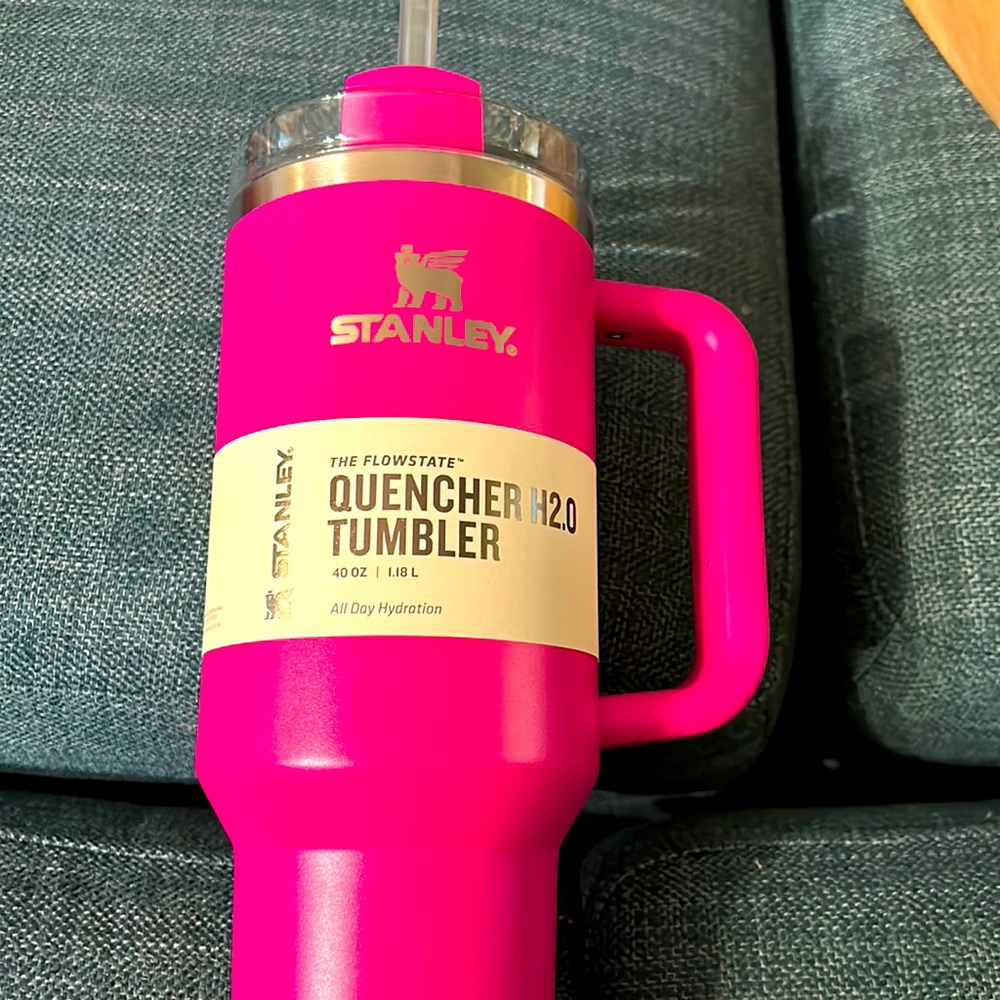 STANLEY®
THE FLOWSTATE™
QUENCHER H2.0
TUMBLER
40 OZ | 1.18 L
All Day Hydration
STANLEY®